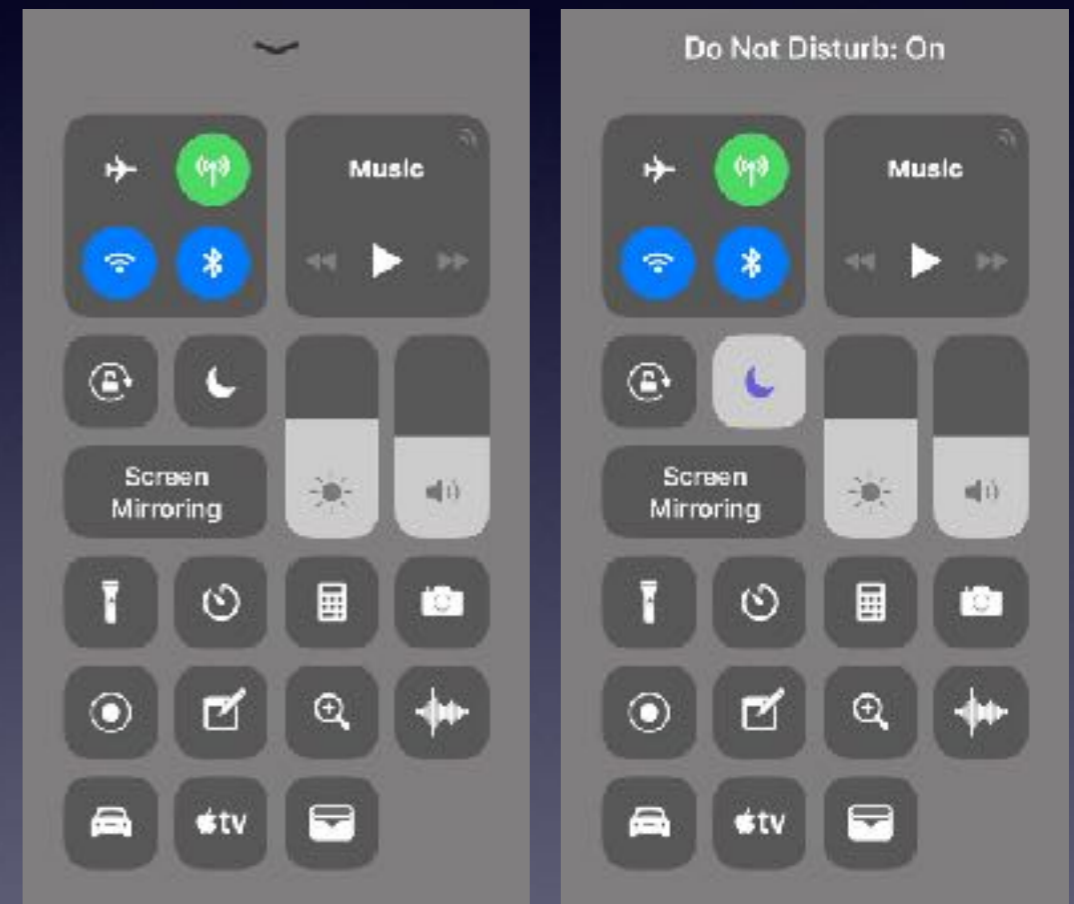 Do Not Disturb: On
Music
Music
Screen
Mirroring
Screen
Mirroring
tv
tv